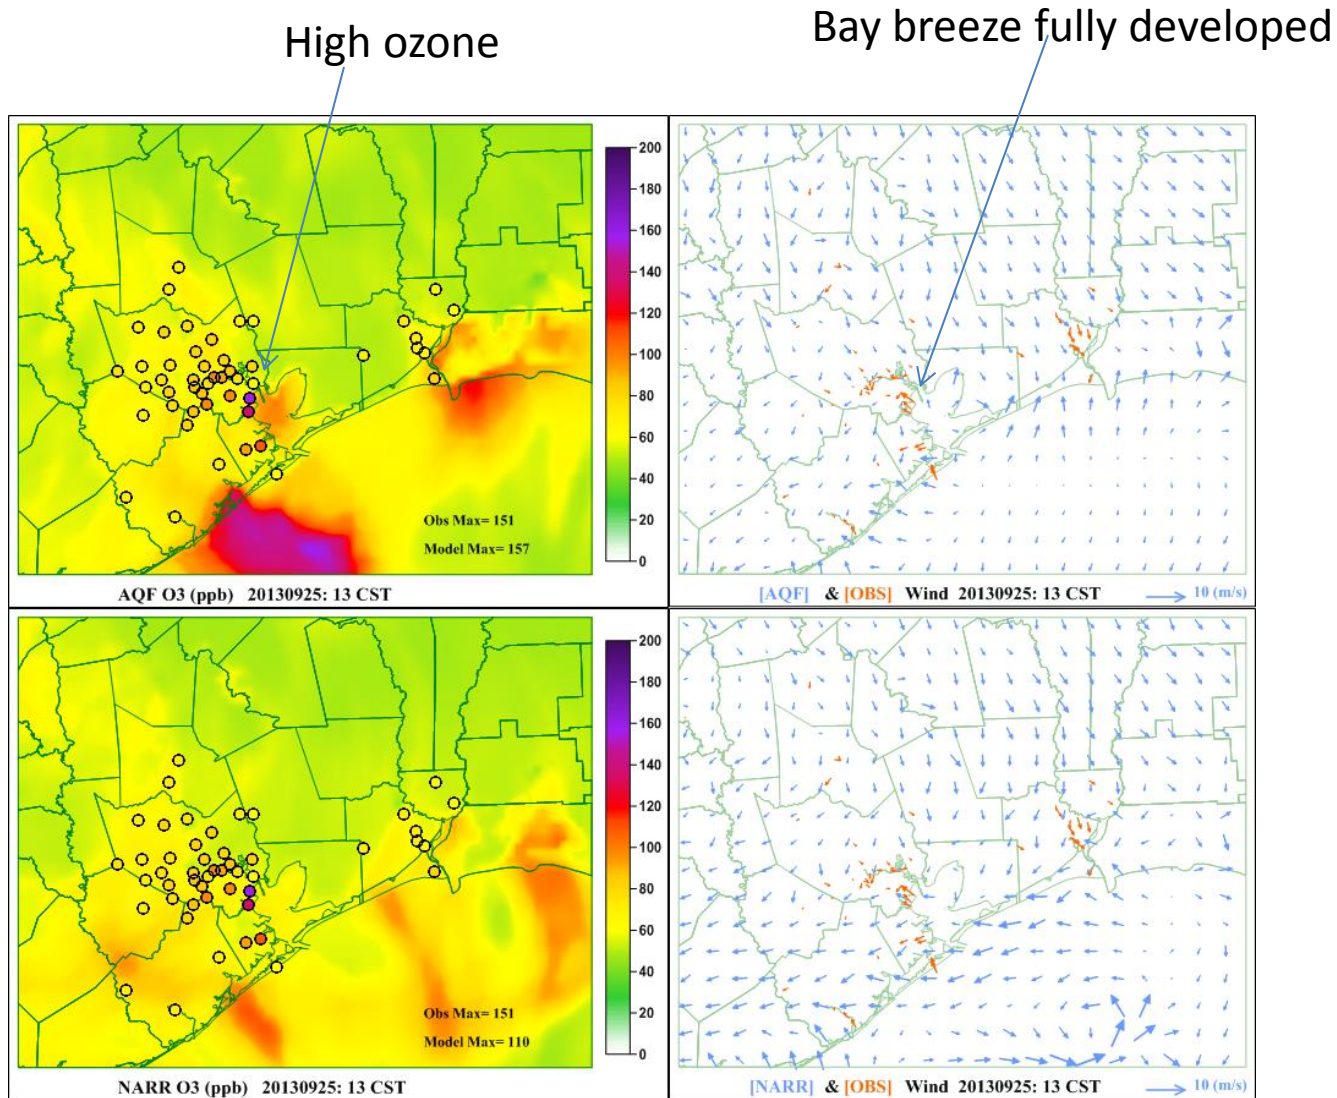 High ozone
Bay breeze fully developed
200
180
160
140
120
100
80
60
40
20
0
Obs Max= 151
Model Max= 157
AQF O3 (ppb) 20130925: 13 CST
[AQF] & [OBS] Wind 20130925: 13 CST 10 (m/s)
200
180
160
140
120
100
80
60
40
20
0
Obs Max= 151
Model Max= 110
NARR O3 (ppb) 20130925: 13 CST
[NARR] & [OBS] Wind 20130925: 13 CST 10 (m/s)